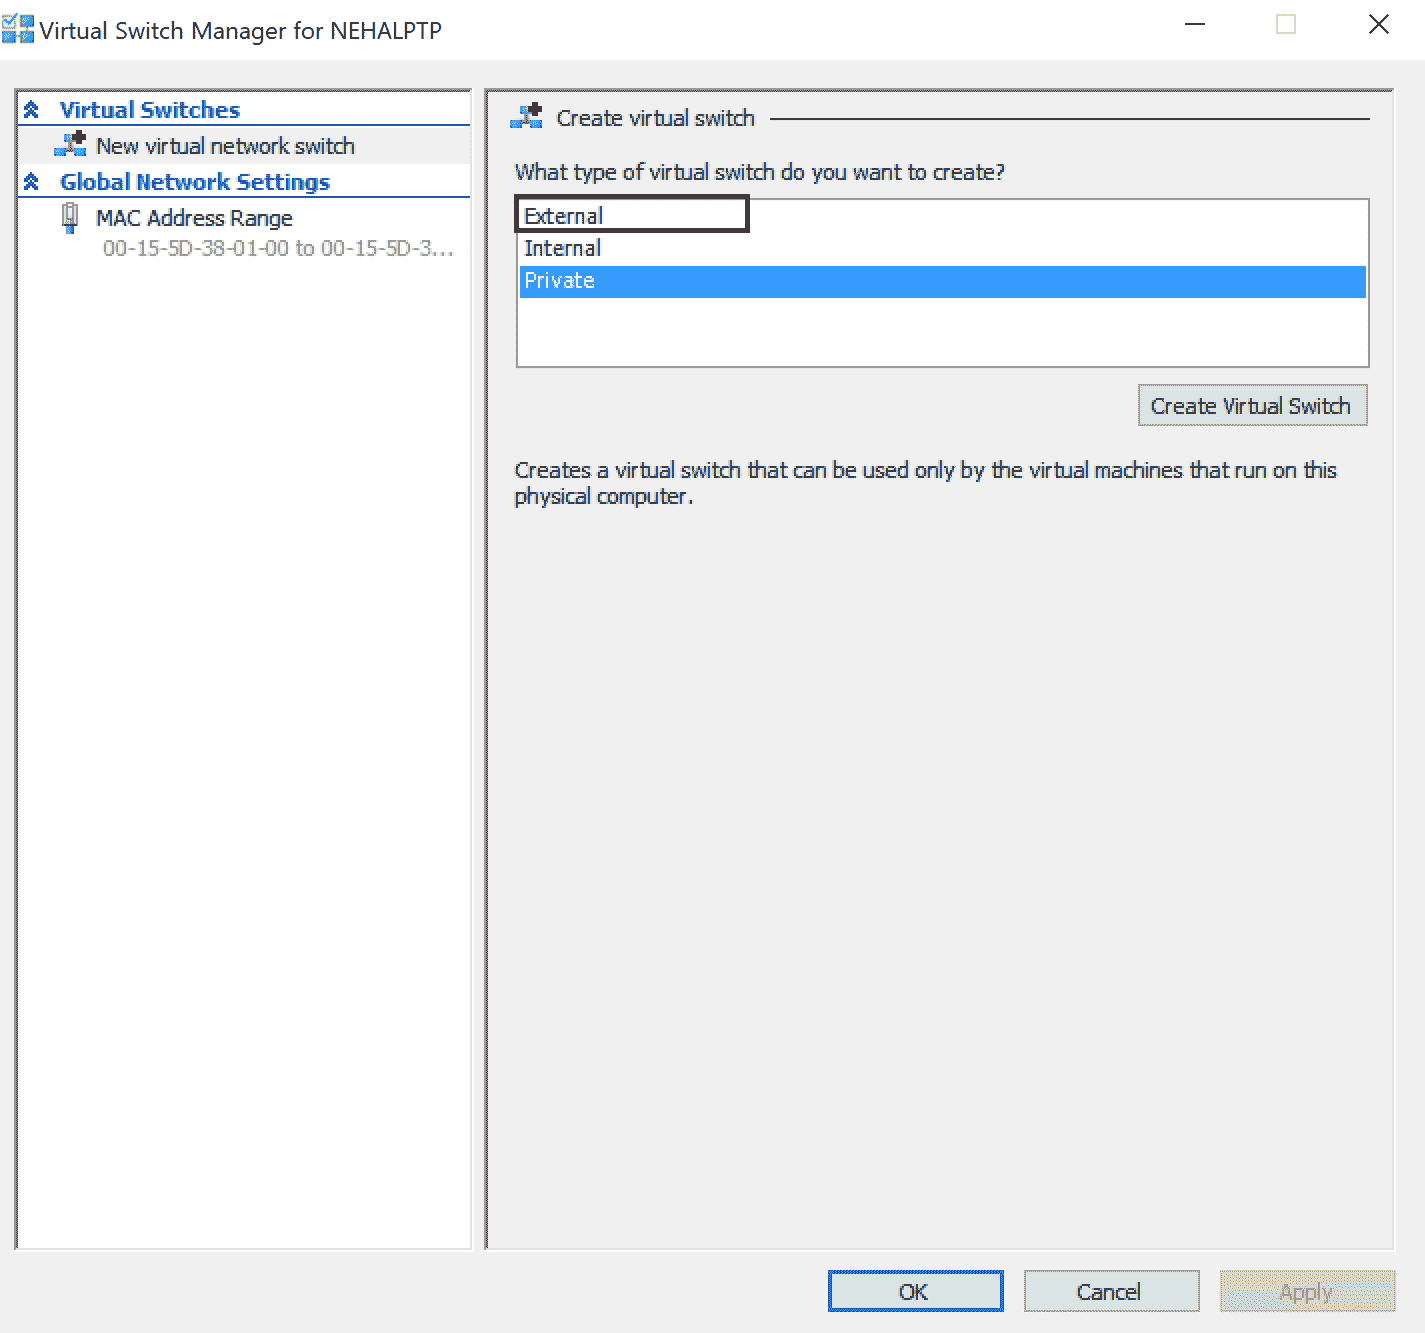 Virtual Switch Manager for NEHALPTP
Virtual Switches
New virtual network switch
Global Network Settings
MAC Address Range
00-15-5D-38-01-00 to 00-15-5D-3...
Create virtual switch
What type of virtual switch do you want to create?
External
Internal
Private
Create Virtual Switch
Creates a virtual switch that can be used only by the virtual machines that run on this
physical computer.
OK
Cancel
Apply